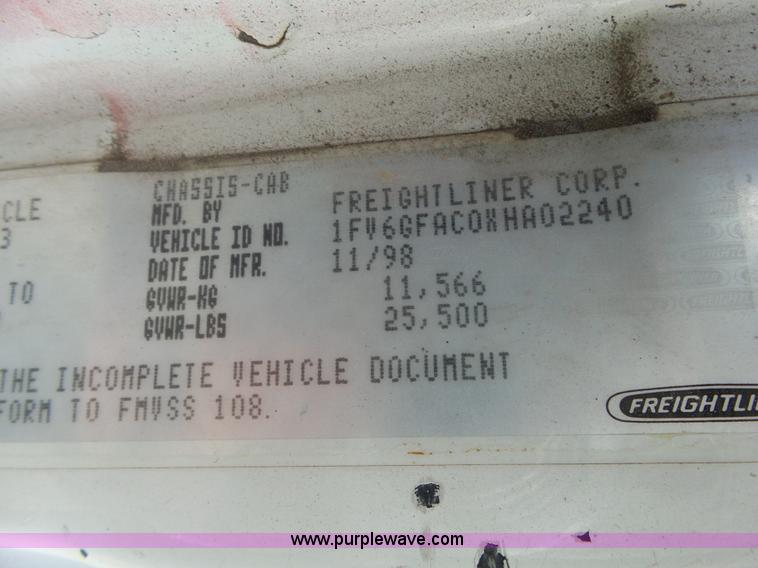 CHASSIS-CAB
CLE MFD. BY FREIGHTLINER CORP.
3 VEHICLE ID NO. 1FV6GFAC0XHA02240
DATE OF MFR. 11/98
TO GVWR-KG 11,566
GVWR-LBS 25,500
THE INCOMPLETE VEHICLE DOCUMENT
FORM TO FMVSS 108.
FREIGHTLIN
www.purplewave.com